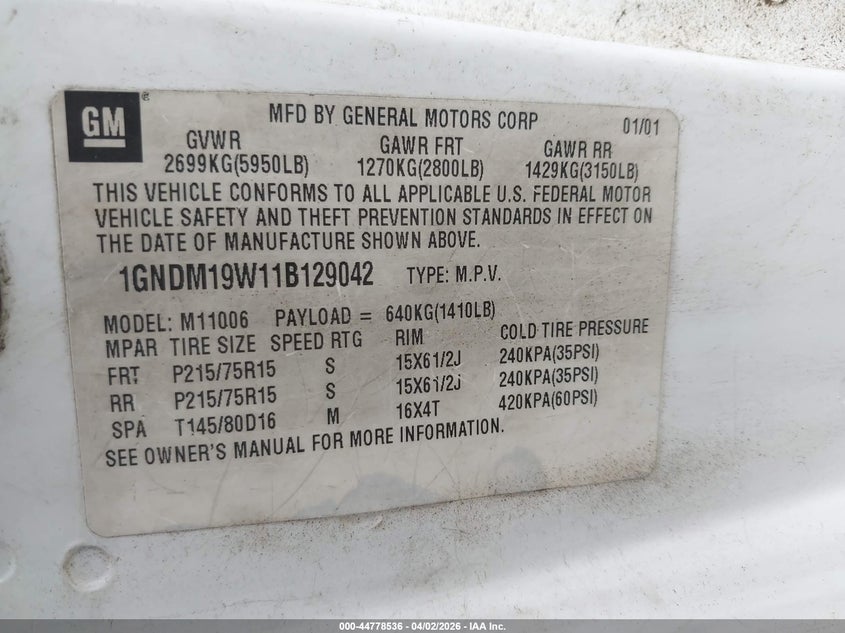 GM
MFD BY GENERAL MOTORS CORP 01/01
GVWR GAWR FRT GAWR RR
2699KG(5950LB) 1270KG(2800LB) 1429KG(3150LB)
THIS VEHICLE CONFORMS TO ALL APPLICABLE U.S. FEDERAL MOTOR
VEHICLE SAFETY AND THEFT PREVENTION STANDARDS IN EFFECT ON
THE DATE OF MANUFACTURE SHOWN ABOVE.
1GNDM19W11B129042 TYPE: M.P.V.
MODEL: M11006 PAYLOAD = 640KG(1410LB)
MPAR TIRE SIZE SPEED RTG RIM COLD TIRE PRESSURE
FRT P215/75R15 S 15X61/2J 240KPA(35PSI)
RR P215/75R15 S 15X61/2J 240KPA(35PSI)
SPA T145/80D16 M 16X4T 420KPA(60PSI)
SEE OWNER'S MANUAL FOR MORE INFORMATION.
000-44778536 - 04/02/2026 - IAA Inc.